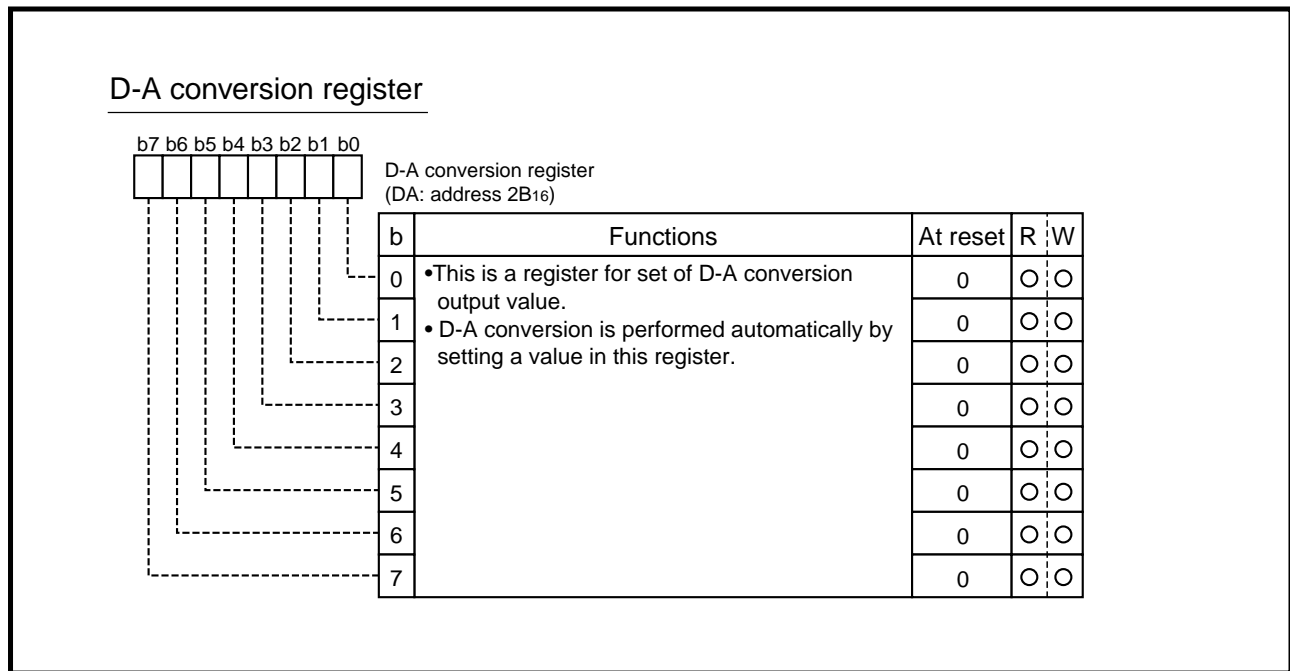 D-A conversion register
b7 b6 b5 b4 b3 b2 b1 b0
D-A conversion register
(DA: address 2B16)
b Functions At reset R W
0 •This is a register for set of D-A conversion 0 O O
output value.
1 • D-A conversion is performed automatically by 0 O O
2 setting a value in this register. 0 O O
3 0 O O
4 0 O O
5 0 O O
6 0 O O
7 0 O O